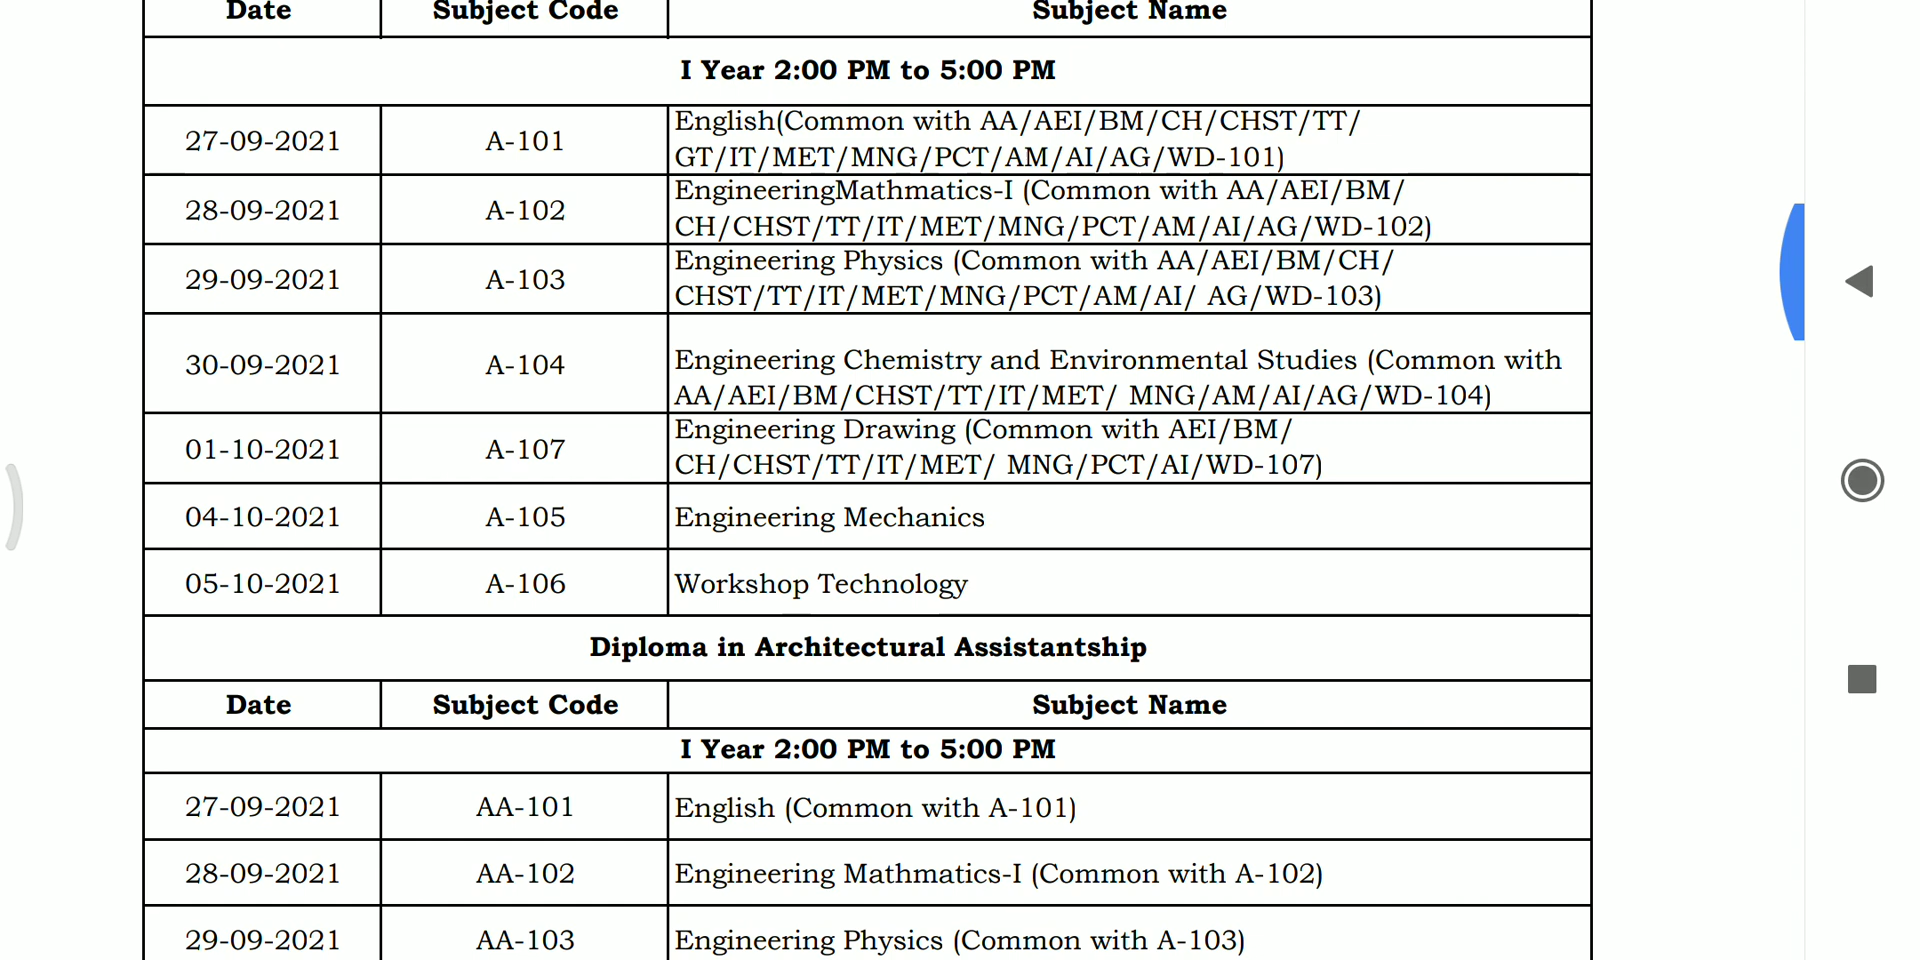 Date Subject Code Subject Name
I Year 2:00 PM to 5:00 PM
27-09-2021 A-101 English(Common with AA/AEI/BM/CH/CHST/TT/
GT/IT/MET/MNG/PCT/AM/AI/AG/WD-101)
28-09-2021 A-102 EngineeringMathmatics-I (Common with AA/AEI/BM/
CH/CHST/TT/IT/MET/MNG/PCT/AM/AI/AG/WD-102)
29-09-2021 A-103 Engineering Physics (Common with AA/AEI/BM/CH/
CHST/TT/IT/MET/MNG/PCT/AM/AI/ AG/WD-103)
30-09-2021 A-104 Engineering Chemistry and Environmental Studies (Common with
AA/AEI/BM/CHST/TT/IT/MET/ MNG/AM/AI/AG/WD-104)
01-10-2021 A-107 Engineering Drawing (Common with AEI/BM/
CH/CHST/TT/IT/MET/ MNG/PCT/AI/WD-107)
04-10-2021 A-105 Engineering Mechanics
05-10-2021 A-106 Workshop Technology
Diploma in Architectural Assistantship
Date Subject Code Subject Name
I Year 2:00 PM to 5:00 PM
27-09-2021 AA-101 English (Common with A-101)
28-09-2021 AA-102 Engineering Mathmatics-I (Common with A-102)
29-09-2021 AA-103 Engineering Physics (Common with A-103)